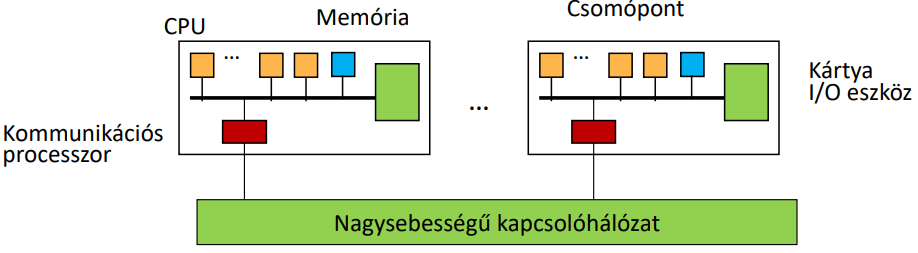 Csomópont
Memória
CPU
...
...
Kártya
I/O eszköz
...
Kommunikációs
processzor
Nagysebességű kapcsolóhálózat